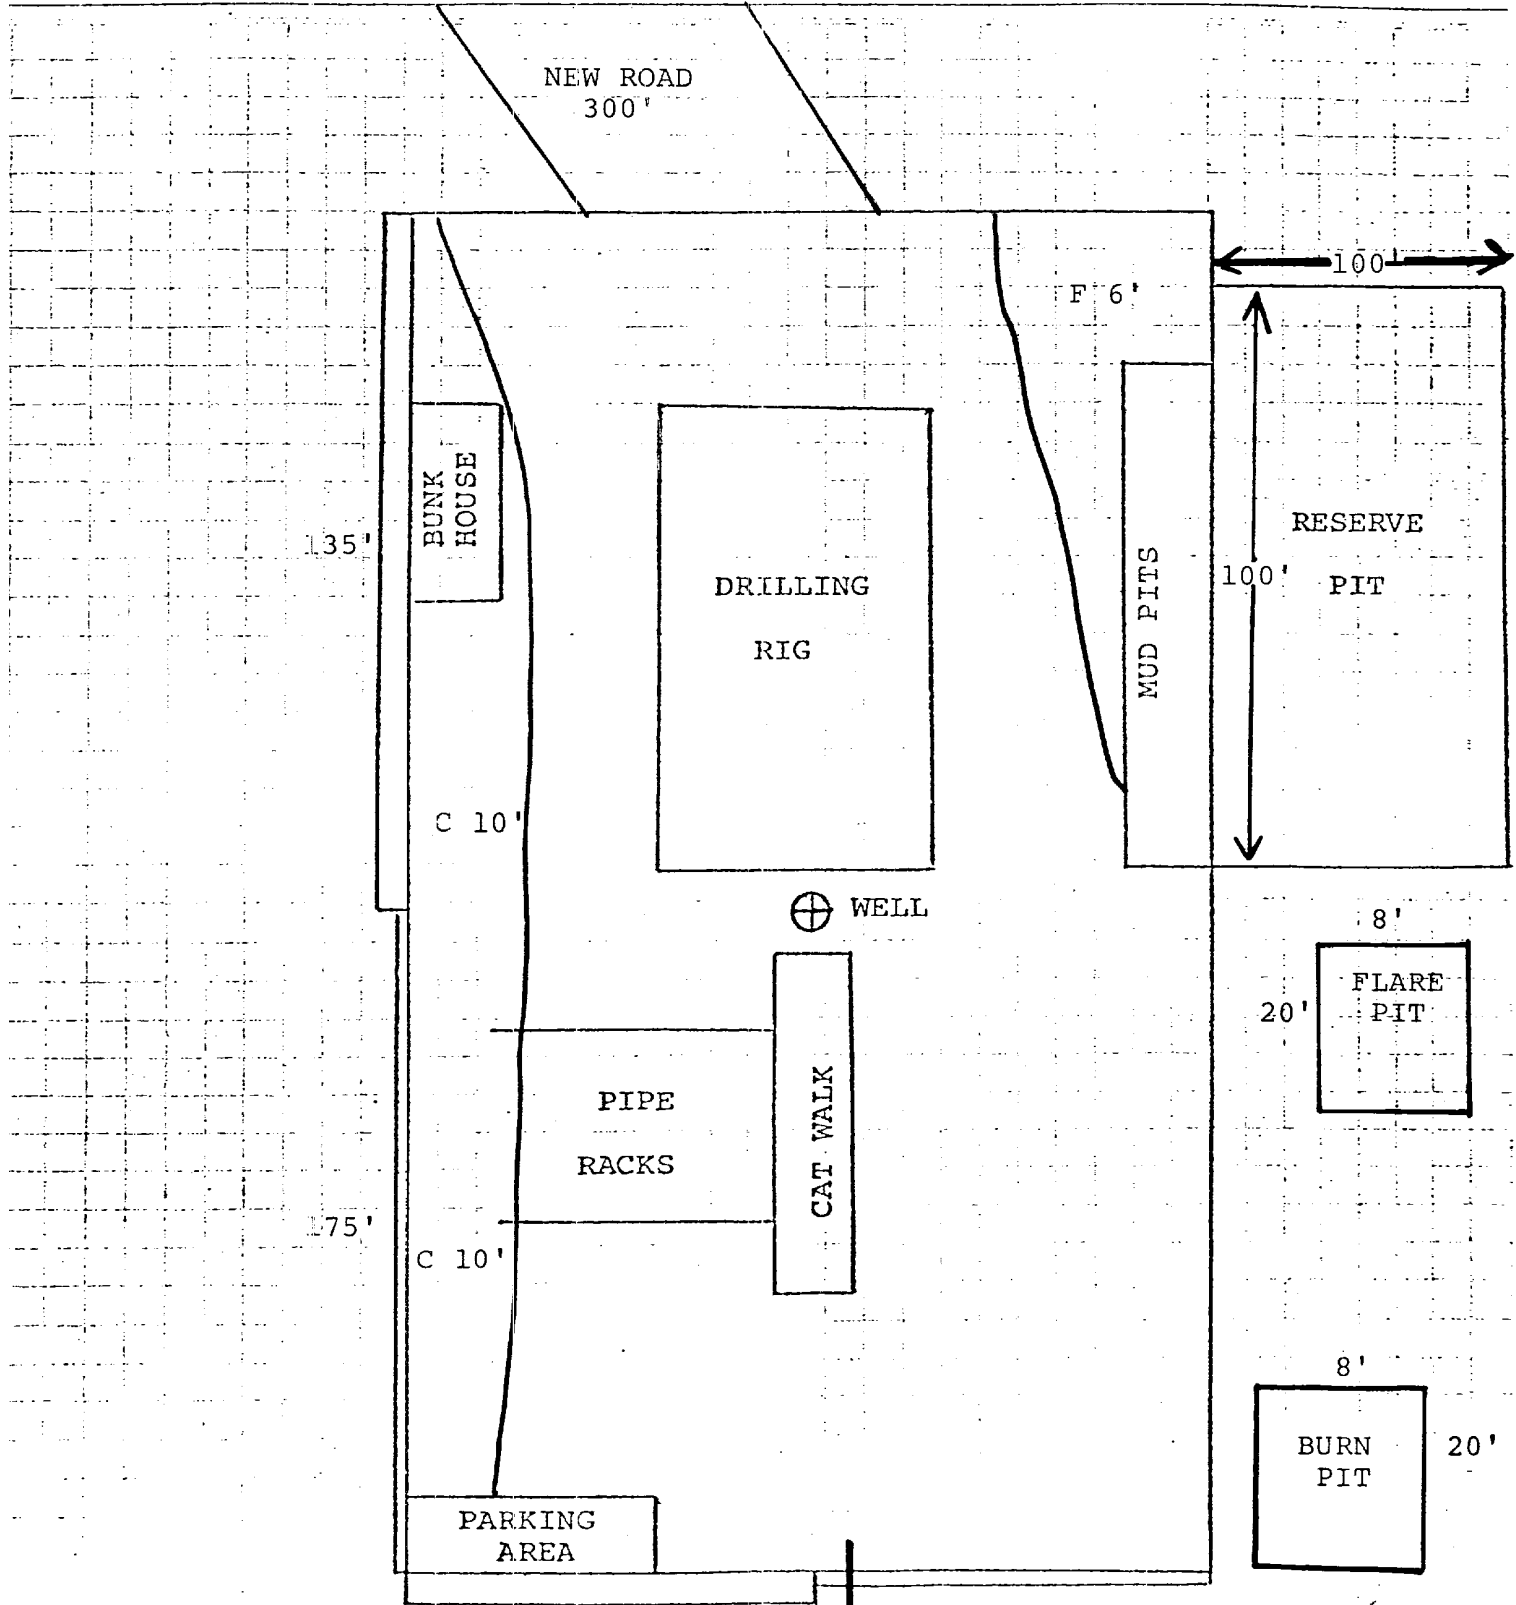 NEW ROAD
300'
100
F 6'
BUNK
HOUSE
135'
DRILLING
RIG
MUD PITS
100'
RESERVE
PIT
C 10'
WELL
8'
FLARE
PIT
20'
PIPE
RACKS
CAT WALK
175'
C 10'
8'
BURN
PIT
20'
PARKING
AREA